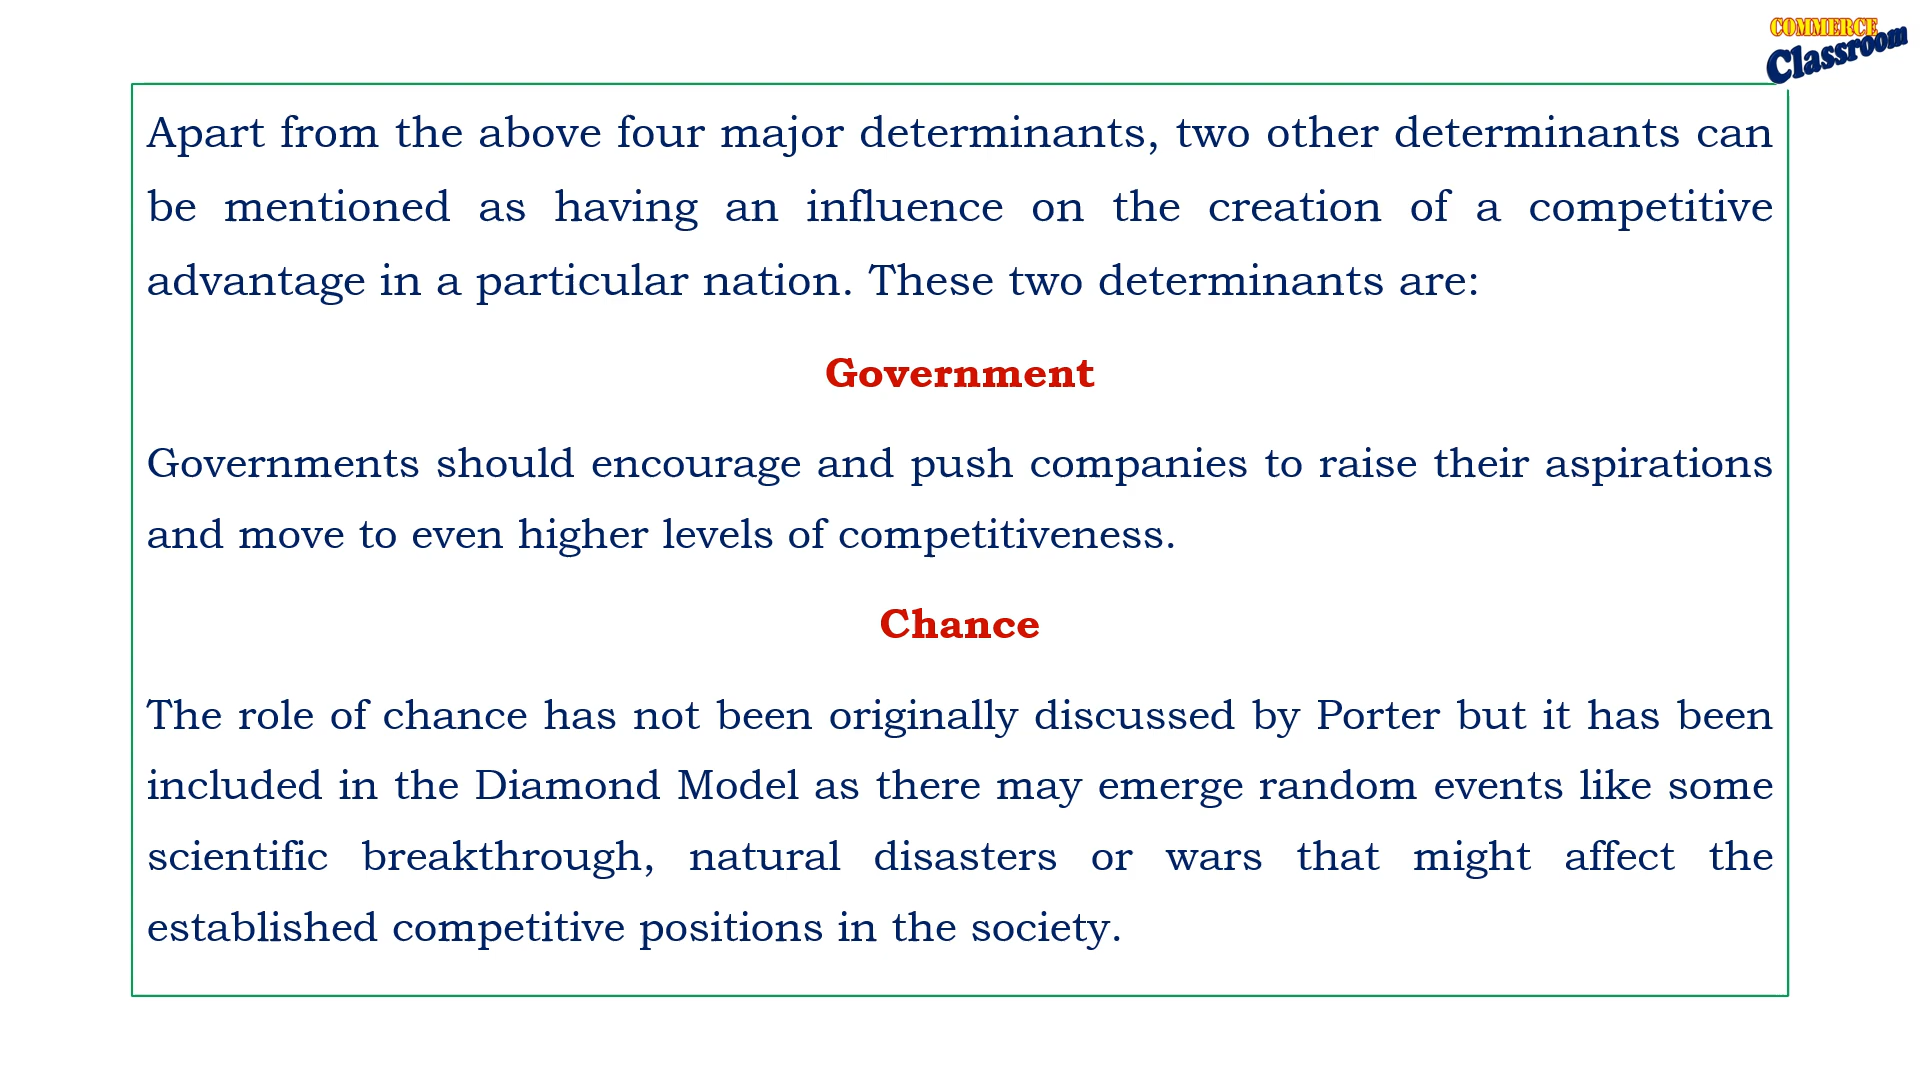 COMMERCE
Classroom
Apart from the above four major determinants, two other determinants can
be mentioned as having an influence on the creation of a competitive
advantage in a particular nation. These two determinants are:
Government
Governments should encourage and push companies to raise their aspirations
and move to even higher levels of competitiveness.
Chance
The role of chance has not been originally discussed by Porter but it has been
included in the Diamond Model as there may emerge random events like some
scientific breakthrough, natural disasters or wars that might affect the
established competitive positions in the society.